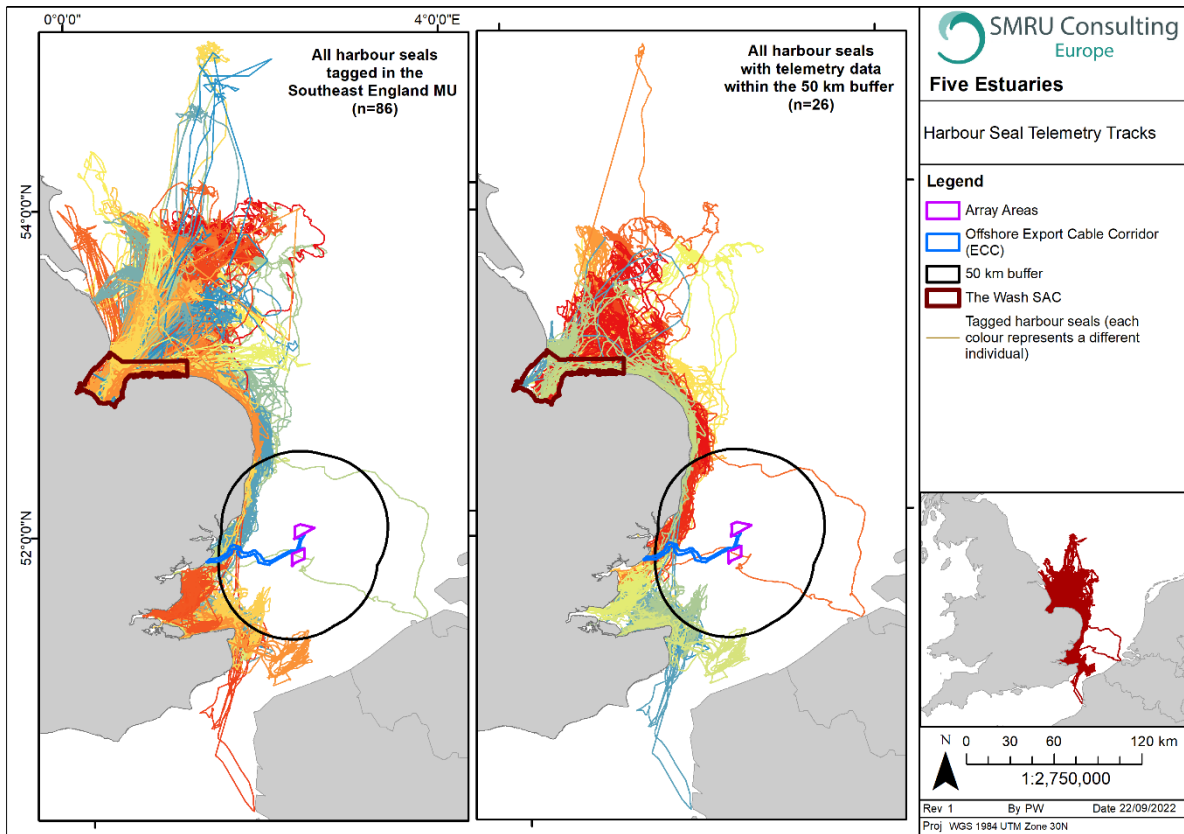 0°0'0"
4°0'0"E
54°0'0"N
52°0'0"N
All harbour seals
tagged in the
Southeast England MU
(n=86)
All harbour seals
with telemetry data
within the 50 km buffer
(n=26)
SMRU Consulting
Europe
Five Estuaries
Harbour Seal Telemetry Tracks
Legend
Array Areas
Offshore Export Cable Corridor
(ECC)
50 km buffer
The Wash SAC
Tagged harbour seals (each
colour represents a different
individual)
N
0 30 60 120 km
1:2,750,000
Rev 1 By PW Date 22/09/2022
Proj WGS 1984 UTM Zone 30N